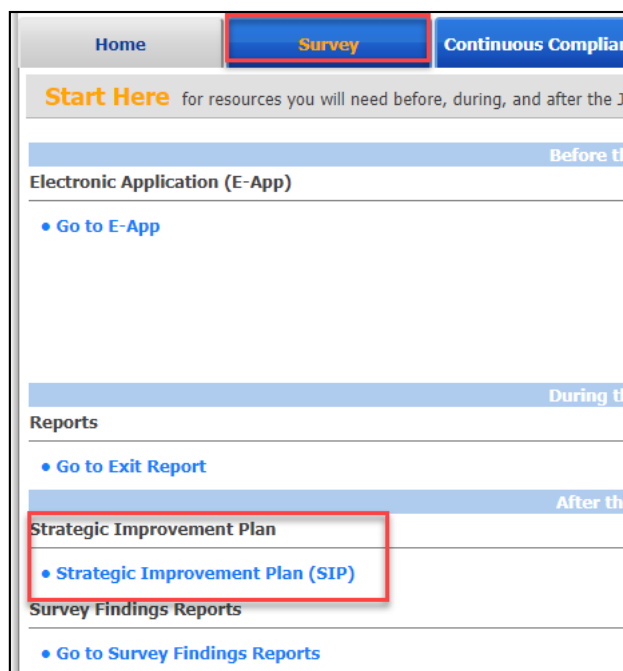 Home Survey Continuous Complian
Start Here for resources you will need before, during, and after the J
Before th
Electronic Application (E-App)
• Go to E-App
During th
Reports
• Go to Exit Report
After the
Strategic Improvement Plan
• Strategic Improvement Plan (SIP)
Survey Findings Reports
• Go to Survey Findings Reports